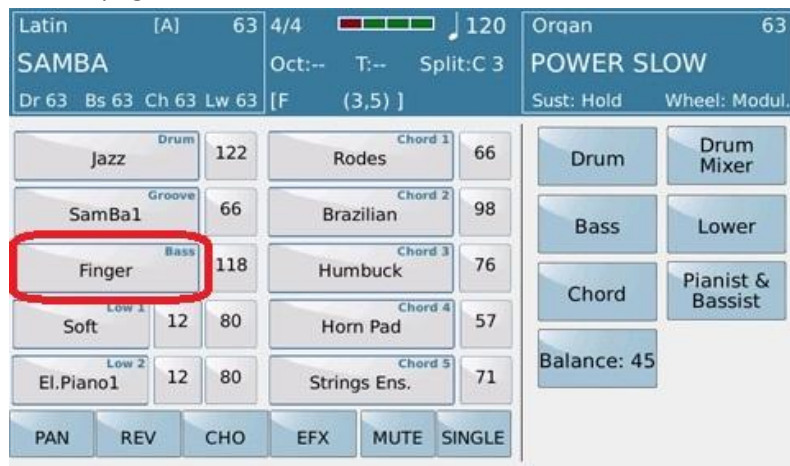 Latin [A] 63 4/4 120 Organ 63
SAMBA Oct:-- T:-- Split:C 3 POWER SLOW
Dr 63 Bs 63 Ch 63 Lw 63 [F (3,5) ] Sust: Hold Wheel: Modul.
Drum
Jazz 122
Groove
SamBa1 66
Bass
Finger 118
Low 1
Soft 12 80
Low 2
El.Piano1 12 80
Chord 1
Rodes 66
Chord 2
Brazilian 98
Chord 3
Humbuck 76
Chord 4
Horn Pad 57
Chord 5
Strings Ens. 71
Drum
Drum
Mixer
Bass
Lower
Chord
Pianist &
Bassist
Balance: 45
PAN REV CHO EFX MUTE SINGLE